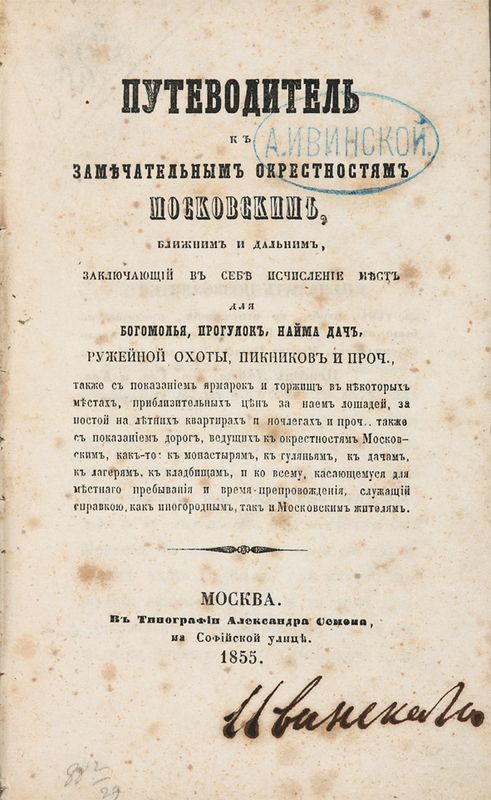 ПУТЕВОДИТЕЛЬ
КЪ
А. ИВИНСКОЙ.
ЗАМѢЧАТЕЛЬНЫМЪ ОКРЕСТНОСТЯМЪ
МОСКОВСКИМЪ,
БЛИЖНИМЪ И ДАЛЬНИМЪ,
ЗАКЛЮЧАЮЩІЙ ВЪ СЕБѢ ИСЧИСЛЕНІЕ МѢСТЪ
ДЛЯ
БОГОМОЛЬЯ, ПРОГУЛОКЪ, НАЙМА ДАЧЪ,
РУЖЕЙНОЙ ОХОТЫ, ПИКНИКОВЪ И ПРОЧ.,
также съ показаніемъ ярмарокъ и торжищъ въ нѣкоторыхъ
мѣстахъ, приблизительныхъ цѣнъ за наемъ лошадей, за
постой на лѣтнихъ квартирахъ и ночлегахъ и проч.. также
съ показаніемъ дорогъ, ведущихъ къ окрестностямъ Москов-
скимъ, какъ-то: къ монастырямъ, къ гуляньямъ, къ дачамъ,
къ лагерямъ, къ кладбищамъ, и ко всему, касающемуся для
мѣстнаго пребыванія и время-препровожденія, служащій
справкою, какъ иногороднымъ, такъ и Московскимъ жителямъ.
МОСКВА.
Въ Типографіи Александра Семена,
на Софійской улицѣ.
1855.
Ивинскаго